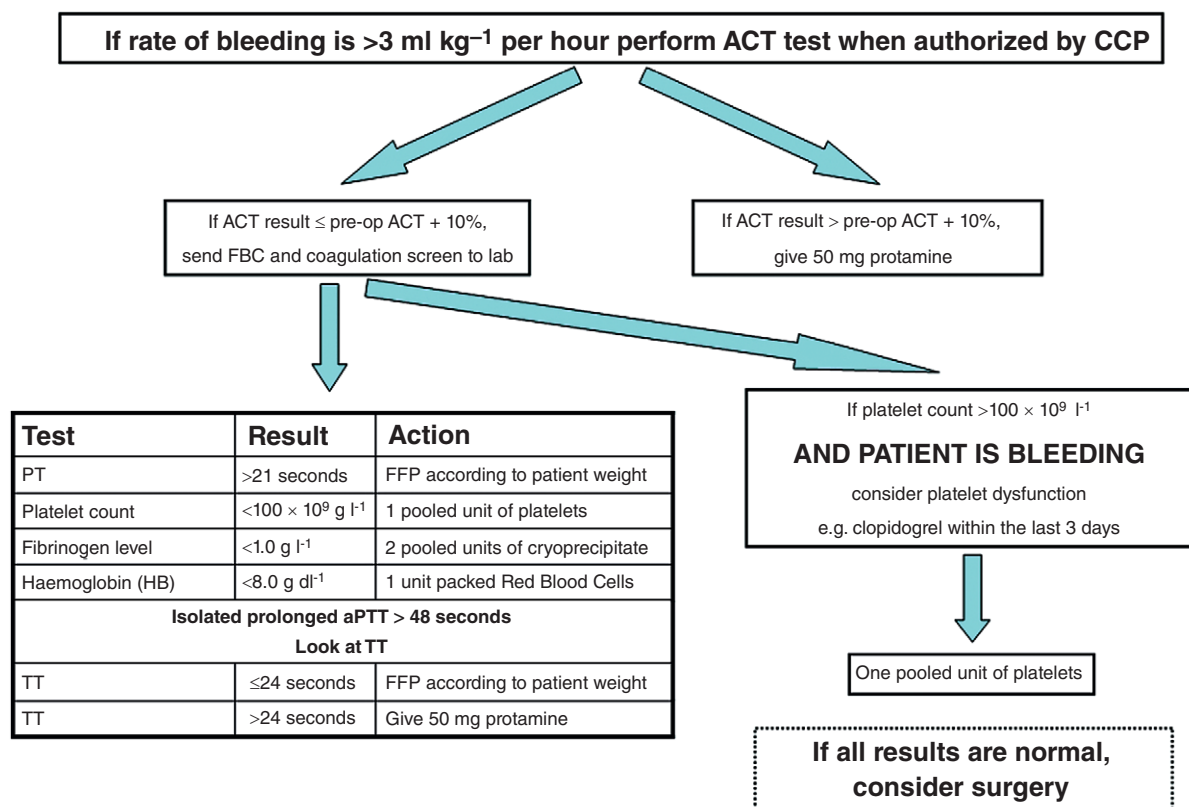 If rate of bleeding is >3 ml kg⁻¹ per hour perform ACT test when authorized by CCP
If ACT result ≤ pre-op ACT + 10%,
send FBC and coagulation screen to lab
If ACT result > pre-op ACT + 10%,
give 50 mg protamine
Test Result Action
PT >21 seconds FFP according to patient weight
Platelet count <100 × 10⁹ g l⁻¹ 1 pooled unit of platelets
Fibrinogen level <1.0 g l⁻¹ 2 pooled units of cryoprecipitate
Haemoglobin (HB) <8.0 g dl⁻¹ 1 unit packed Red Blood Cells
Isolated prolonged aPTT > 48 seconds
Look at TT
TT ≤24 seconds FFP according to patient weight
TT >24 seconds Give 50 mg protamine
If platelet count >100 × 10⁹ l⁻¹
AND PATIENT IS BLEEDING
consider platelet dysfunction
e.g. clopidogrel within the last 3 days
One pooled unit of platelets
If all results are normal,
consider surgery